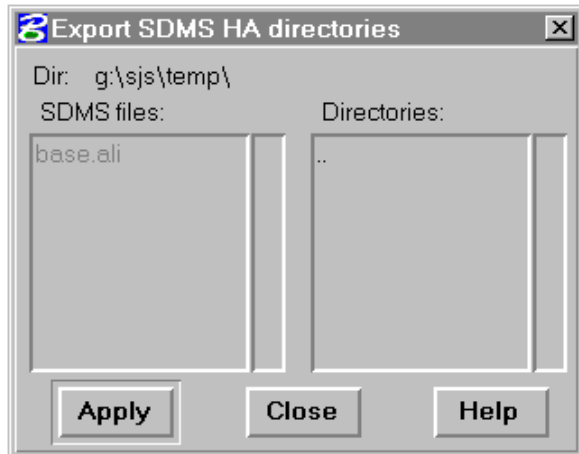 Export SDMS HA directories
Dir: g:\sjs\temp\
SDMS files: Directories:
base.ali ..
Apply Close Help